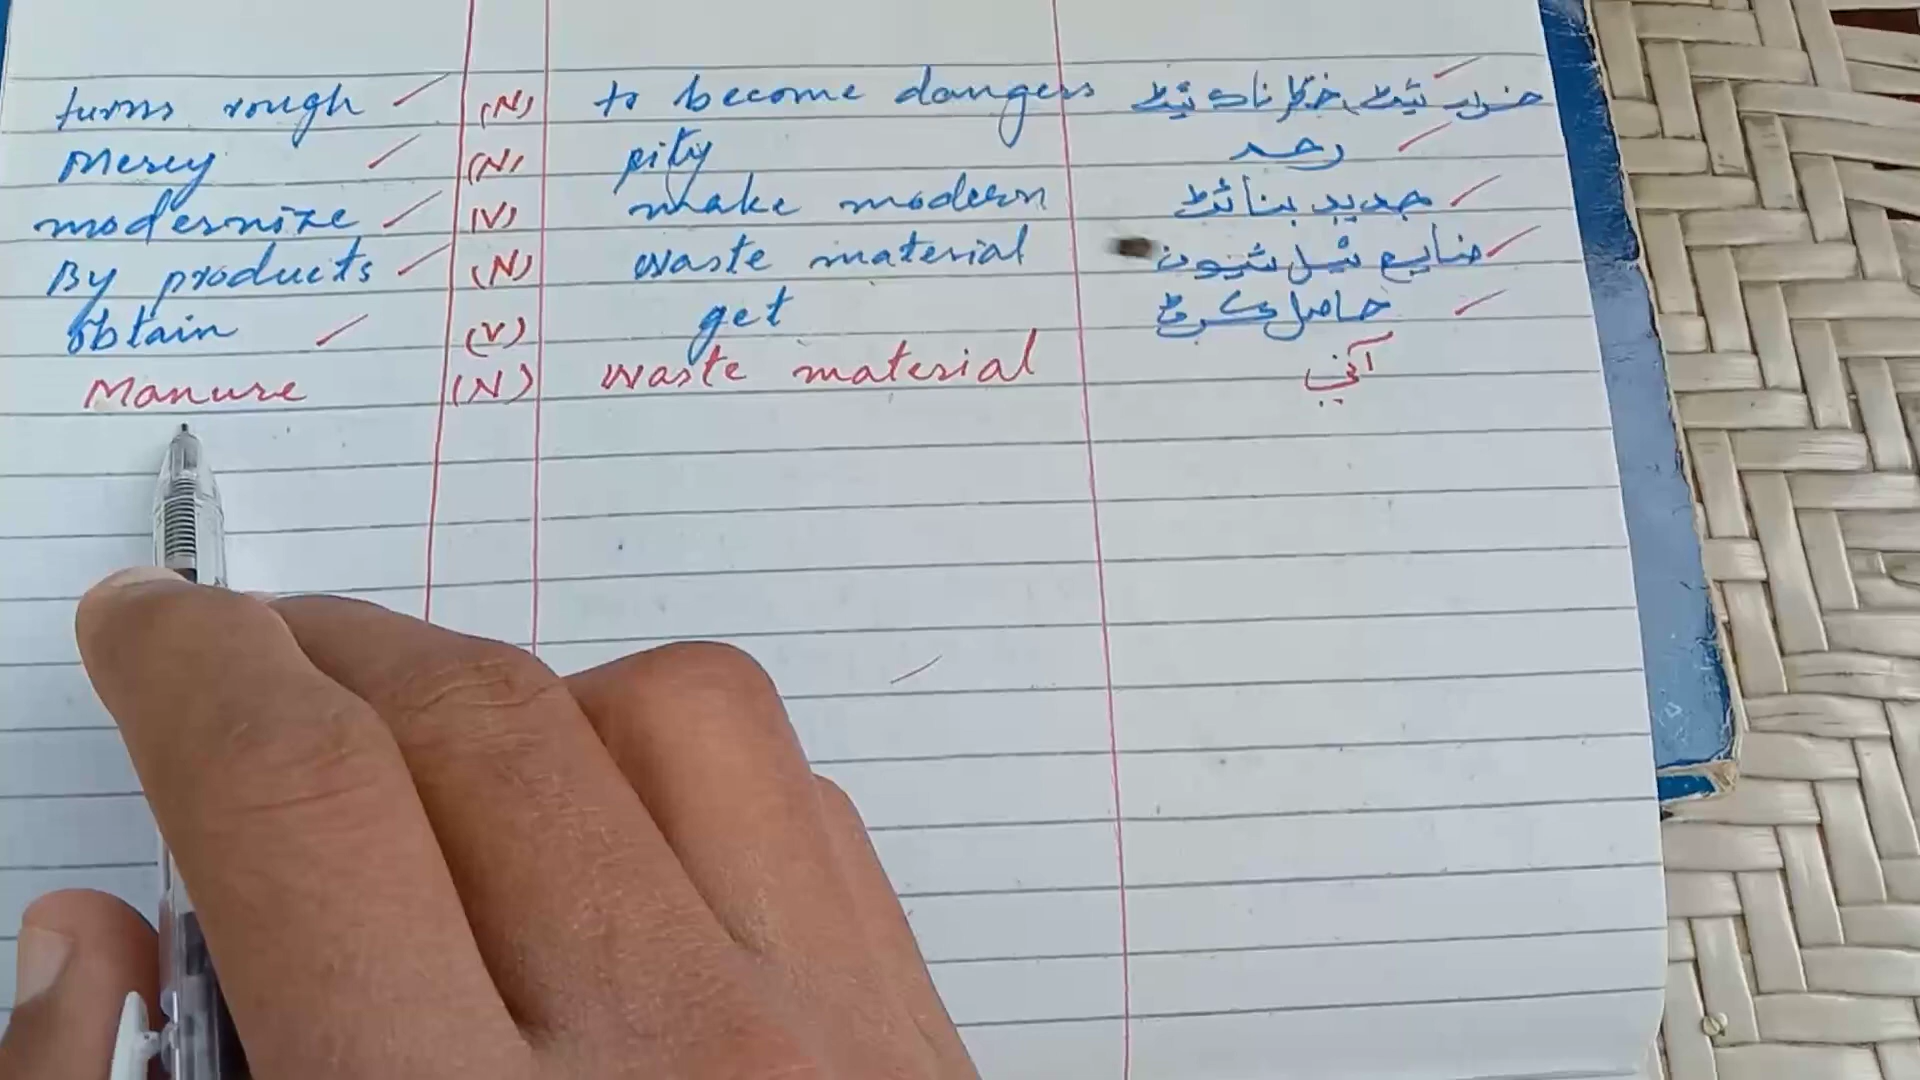 turns rough (N) to become dangers خراب ٿيڻ، خطرناڪ ٿيڻ
Mercy (N) pity رحم
modernize (V) make modern جديد بنائڻ
By products (N) waste material ضايع ٿيل شيون
obtain (V) get حاصل ڪرڻ
Manure (N) waste material